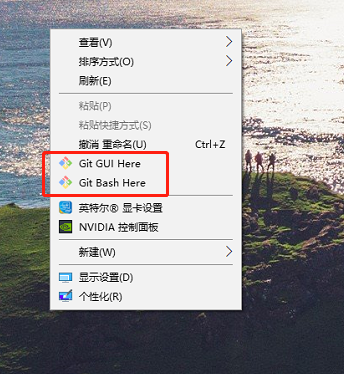 查看(V)
排序方式(O)
刷新(E)
粘贴(P)
粘贴快捷方式(S)
撤消 重命名(U) Ctrl+Z
Git GUI Here
Git Bash Here
英特尔® 显卡设置
NVIDIA 控制面板
新建(W)
显示设置(D)
个性化(R)